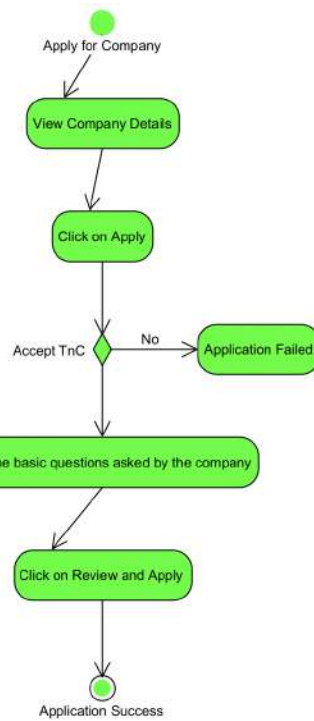 Apply for Company
View Company Details
Click on Apply
Accept TnC
No
Application Failed
basic questions asked by the company
Click on Review and Apply
Application Success